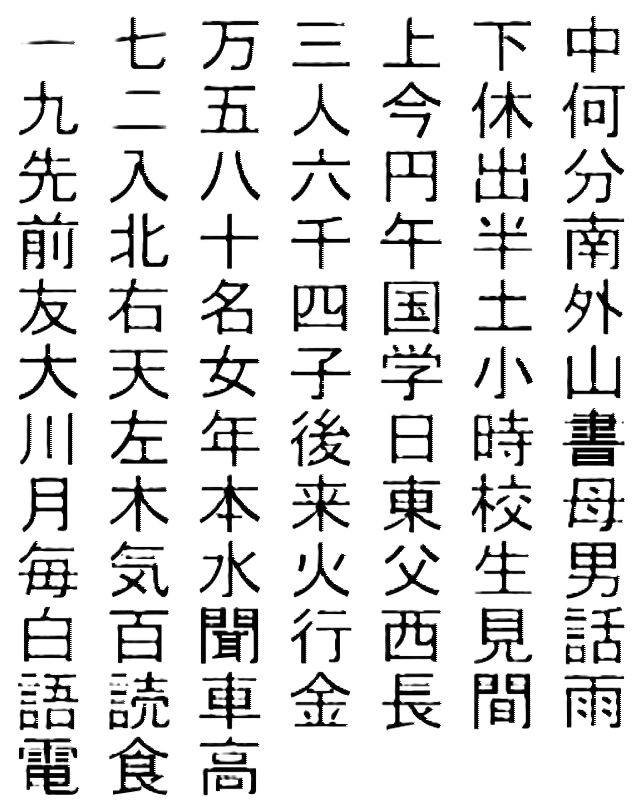 一 七 万 三 上 下 中
九 二 五 人 今 休 何
先 入 八 六 円 出 分
前 北 十 千 午 半 南
友 右 名 四 国 土 外
大 天 女 子 学 小 山
川 左 年 後 日 時 書
月 木 本 来 東 校 母
毎 気 水 火 父 生 男
白 百 聞 行 西 見 話
語 読 車 金 長 間 雨
電 食 高